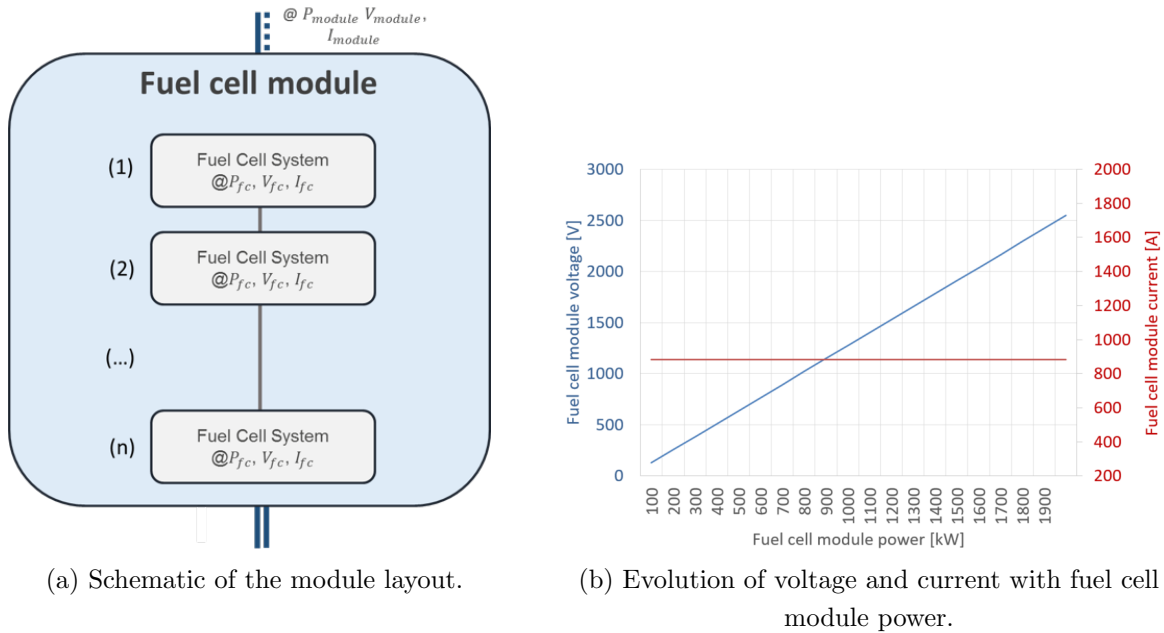 @ P_module V_module,
I_module
Fuel cell module
(1)
Fuel Cell System
@P_fc, V_fc, I_fc
(2)
Fuel Cell System
@P_fc, V_fc, I_fc
(...)
(n)
Fuel Cell System
@P_fc, V_fc, I_fc
(a) Schematic of the module layout.
Fuel cell module voltage [V]
3000
2500
2000
1500
1000
500
0
2000
1800
1600
1400
1200
1000
800
600
400
200
Fuel cell module current [A]
100 200 300 400 500 600 700 800 900 1000 1100 1200 1300 1400 1500 1600 1700 1800 1900
Fuel cell module power [kW]
(b) Evolution of voltage and current with fuel cell
module power.